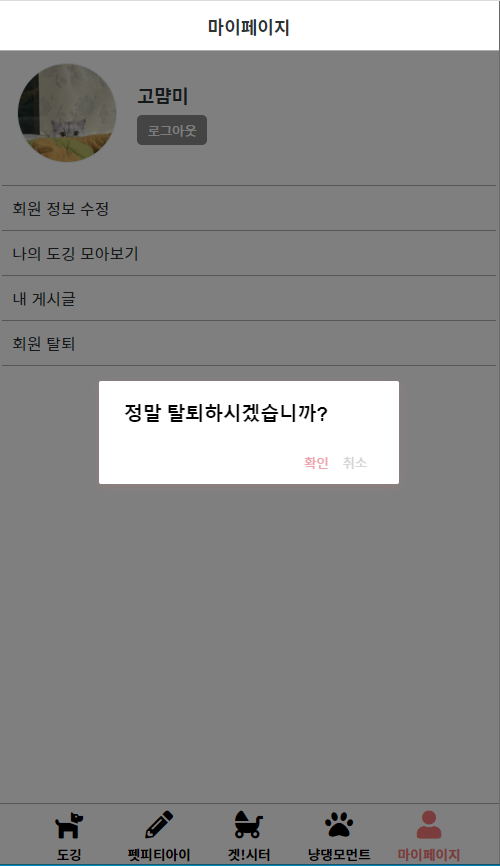 마이페이지
고먐미
로그아웃
회원 정보 수정
나의 도깅 모아보기
내 게시글
회원 탈퇴
정말 탈퇴하시겠습니까?
확인 취소
도깅 펫피티아이 겟!시터 냥댕모먼트 마이페이지